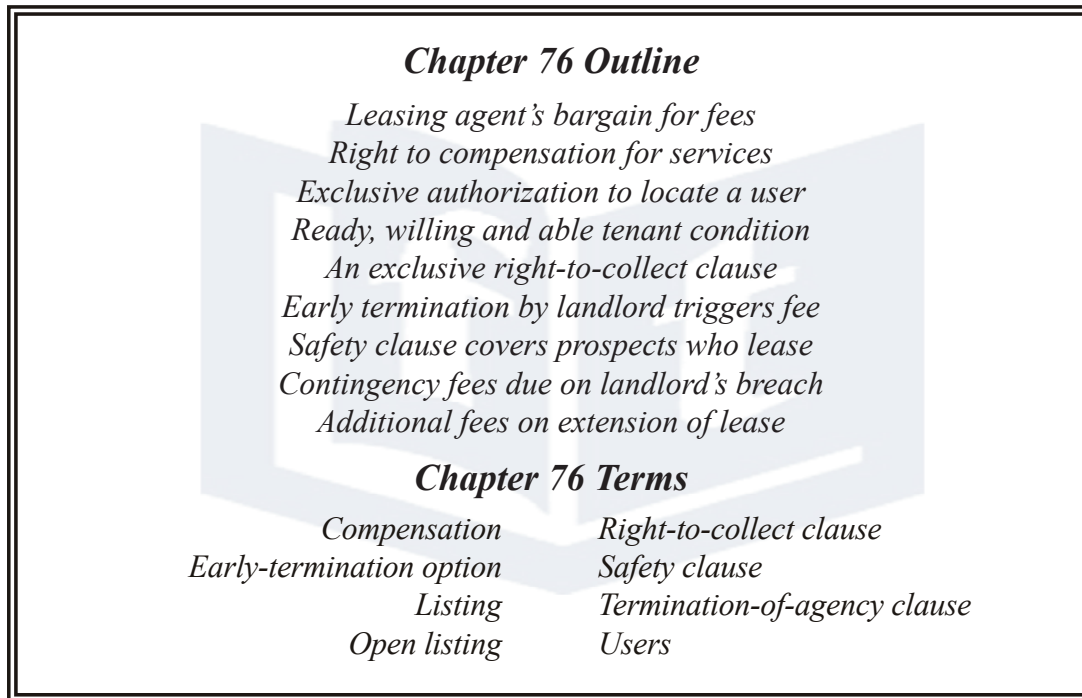 Chapter 76 Outline
Leasing agent’s bargain for fees
Right to compensation for services
Exclusive authorization to locate a user
Ready, willing and able tenant condition
An exclusive right-to-collect clause
Early termination by landlord triggers fee
Safety clause covers prospects who lease
Contingency fees due on landlord’s breach
Additional fees on extension of lease
Chapter 76 Terms
Compensation Right-to-collect clause
Early-termination option Safety clause
Listing Termination-of-agency clause
Open listing Users